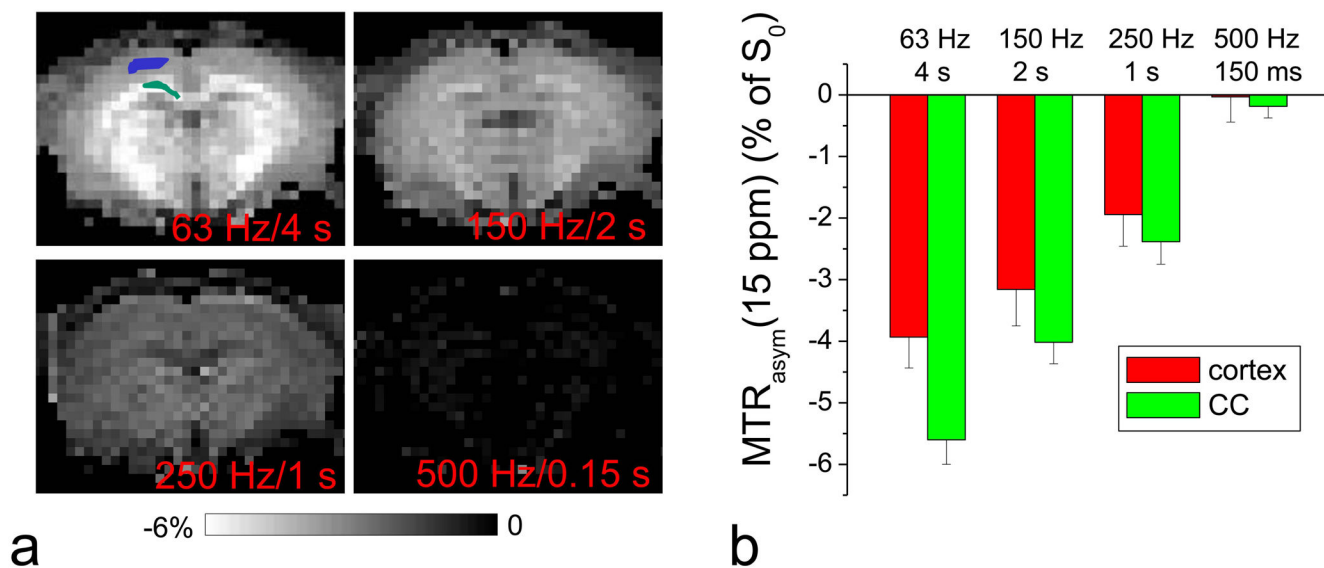 63 Hz/4 s
150 Hz/2 s
250 Hz/1 s
500 Hz/0.15 s
-6%
0
a
63 Hz 150 Hz 250 Hz 500 Hz
4 s 2 s 1 s 150 ms
0
-1
-2
-3
-4
-5
-6
MTRasym(15 ppm) (% of S0)
cortex
CC
b